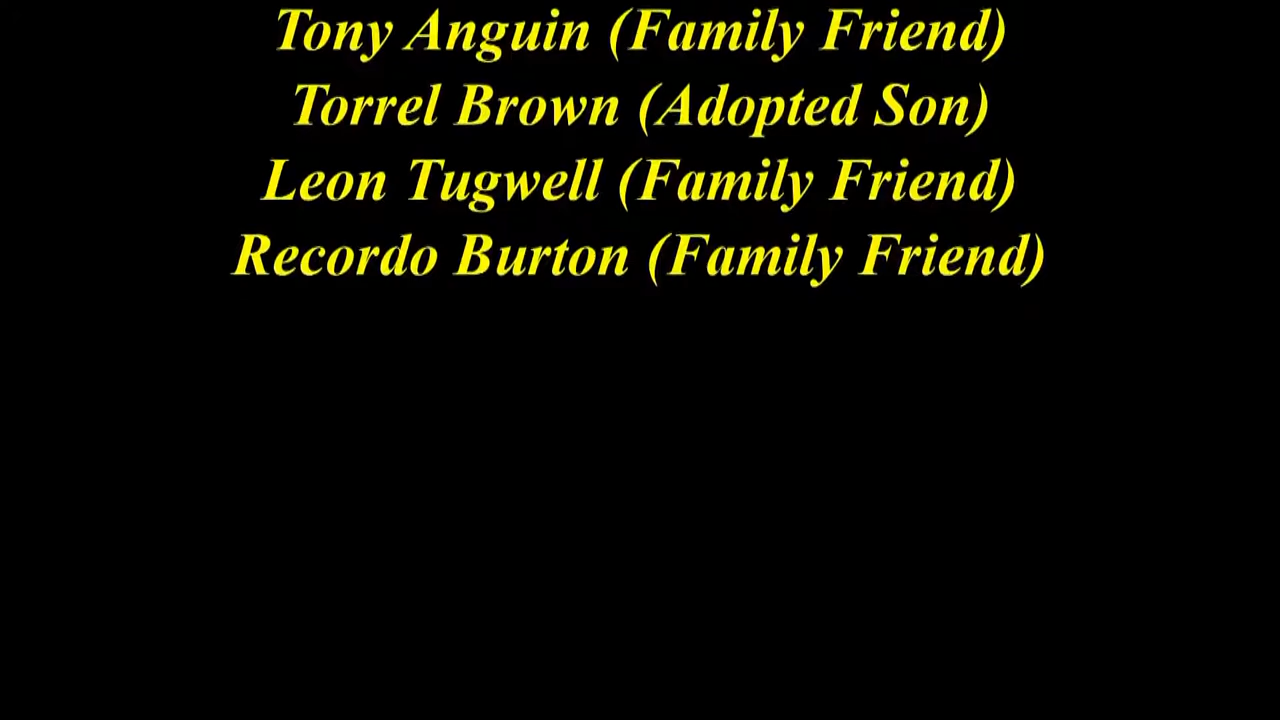 Tony Anguin (Family Friend)
Torrel Brown (Adopted Son)
Leon Tugwell (Family Friend)
Recordo Burton (Family Friend)